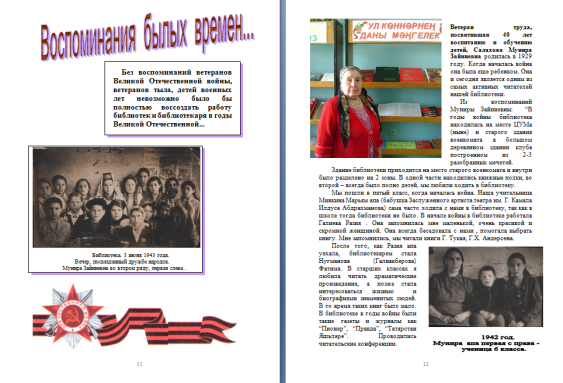 Воспоминания былых времен...
Без воспоминаний ветеранов
Великой Отечественной войны,
ветеранов тыла, детей военных
лет невозможно было бы
полностью воссоздать работу
библиотек и библиотекаря в годы
Великой Отечественной...
Библиотека. 3 июня 1943 года.
Вечер, посвященный дружбе народов.
Мунира Зайниевна во втором ряду, первая слева .
11
УЛ КӨННӘРНЕҢ
ДАНЫ МӘҢГЕЛЕК
Ветеран труда,
посвятившая 40 лет
воспитанию и обучению
детей, Салахова Мунира
Зайниевна родилась в 1929
году. Когда началась война
она была еще ребенком. Она
и сегодня является одним из
самых активных читателей
нашей библиотеки.
Из воспоминаний
Муниры Зайниевны: "В
годы войны библиотека
находилась на месте ЦУМа
(ныне) и старого здания
военкомата в большом
деревянном здании клуба
построенном из 2-3
разобранных мечетей.
Здание библиотеки приходится на место старого военкомата и внутри
было разделено на 2 зоны. В одной части находились книжные полки, во
второй – всегда было полно детей, мы любили ходить в библиотеку.
Мы пошли в пятый класс, когда началась война. Наша учительница
Минкина Марьям апа (бабушка Заслуженного артиста театра им. Г. Камала
Илдуса Абдрахманова) сама часто ходила с нами в библиотеку, так как в
школе тогда библиотеки не было. В начале войны в библиотеке работала
Галиева Разия . Она запомнилась мне маленькой, очень красивой и
скромной женщиной. Она всегда беседовала с нами , помогала выбрать
книгу. Мне запомнились, мы читали книги Г. Тукая, Г.Х. Андерсена.
После того, как Разия апа
уехала, библиотекарем стала
Нугманова (Галиакберова)
Фатима. В старших классах я
любила читать драматические
произведения, а позже стала
интересоваться жизнью и
биографиями знаменитых людей.
В то время таких книг было мало.
В библиотеке в годы войны были
такие газеты и журналы как
"Пионер", "Правда", "Татарстан
Яшьлэре". Проводились
читательские конференции.
1942 год.
Мунира апа первая с права -
ученица 6 класса.
12